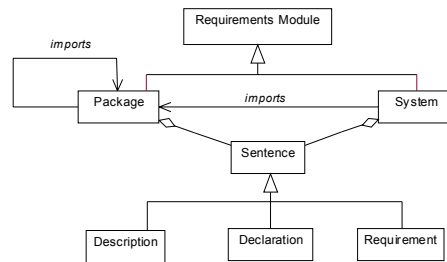 Requirements Module
imports
imports
Package
System
Sentence
Description
Declaration
Requirement